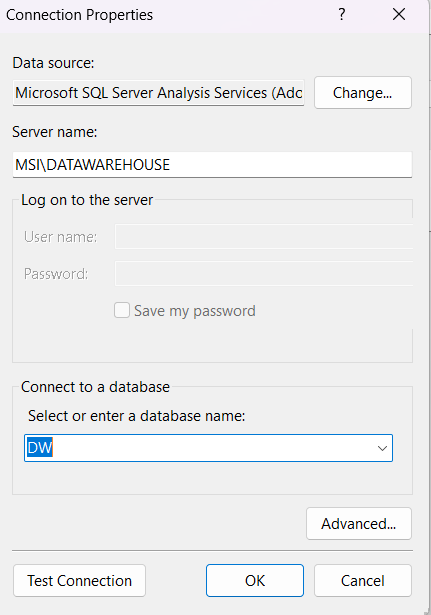 Connection Properties ?
Data source:
Microsoft SQL Server Analysis Services (Adc
Change...
Server name:
MSI\DATAWAREHOUSE
Log on to the server
User name:
Password:
Save my password
Connect to a database
Select or enter a database name:
DW
Advanced...
Test Connection
OK
Cancel